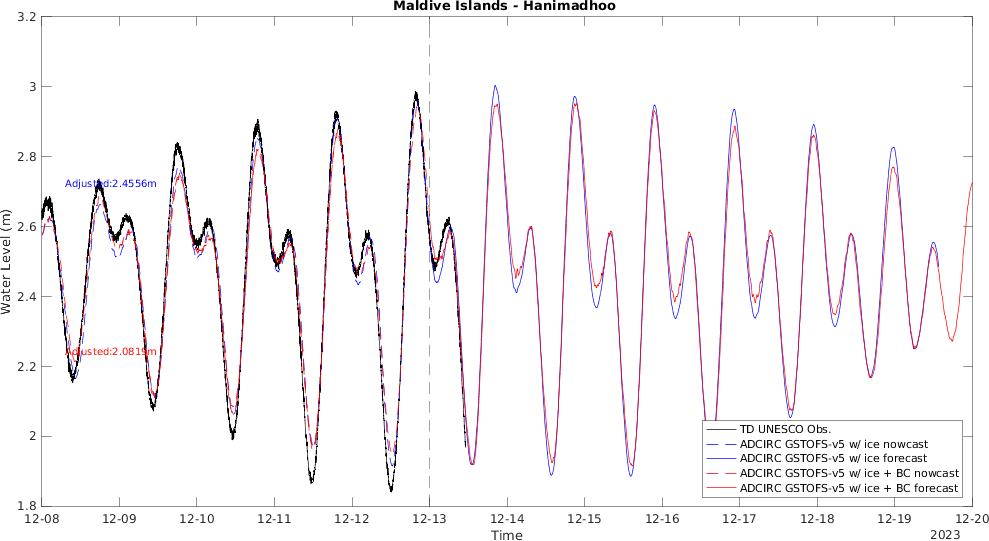 Maldive Islands - Hanimadhoo
3.2
3
2.8
2.6
2.4
2.2
2
1.8
Water Level (m)
Adjusted:2.4556m
Adjusted:2.0819m
TD UNESCO Obs.
ADCIRC GSTOFS-v5 w/ ice nowcast
ADCIRC GSTOFS-v5 w/ ice forecast
ADCIRC GSTOFS-v5 w/ ice + BC nowcast
ADCIRC GSTOFS-v5 w/ ice + BC forecast
12-08 12-09 12-10 12-11 12-12 12-13 12-14 12-15 12-16 12-17 12-18 12-19 12-20
Time
2023